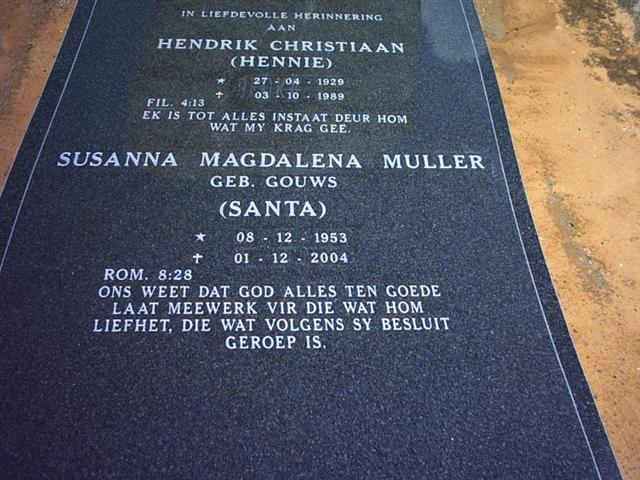 IN LIEFDEVOLLE HERINNERING
AAN
HENDRIK CHRISTIAAN
(HENNIE)
★ 27 - 04 - 1929
✝ 03 - 10 - 1989
FIL. 4:13
EK IS TOT ALLES INSTAAT DEUR HOM
WAT MY KRAG GEE.
SUSANNA MAGDALENA MULLER
GEB. GOUWS
(SANTA)
★ 08 - 12 - 1953
✝ 01 - 12 - 2004
ROM. 8:28
ONS WEET DAT GOD ALLES TEN GOEDE
LAAT MEEWERK VIR DIE WAT HOM
LIEFHET, DIE WAT VOLGENS SY BESLUIT
GEROEP IS.